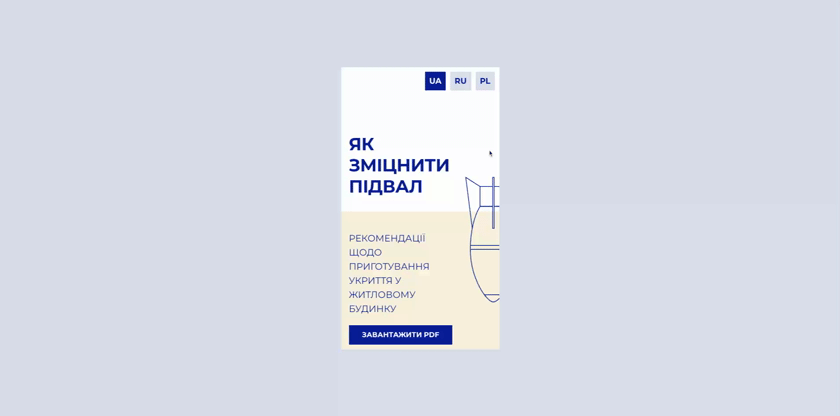 UA RU PL
ЯК
ЗМІЦНИТИ
ПІДВАЛ
РЕКОМЕНДАЦІЇ
ЩОДО
ПРИГОТУВАННЯ
УКРИТТЯ У
ЖИТЛОВОМУ
БУДИНКУ
ЗАВАНТАЖИТИ PDF